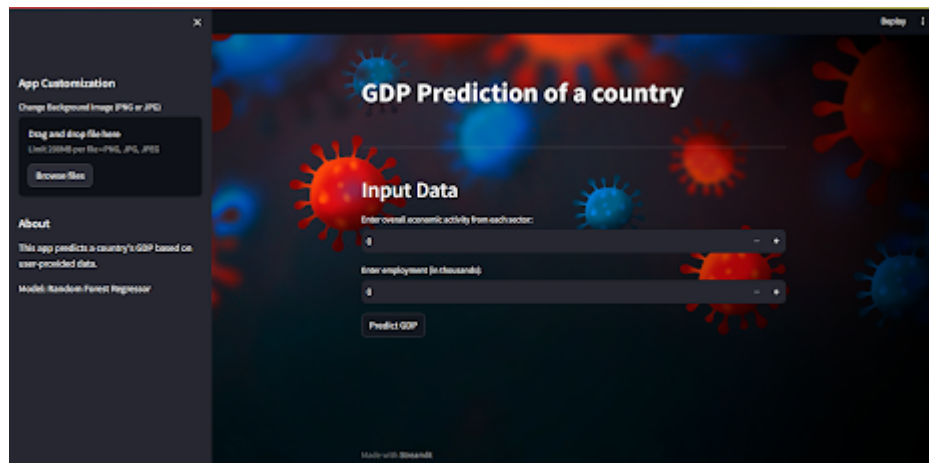 Deploy
App Customization
Change Background Image (PNG or JPG)
Drag and drop file here
Limit 200MB per file • PNG, JPG, JPEG
Browse files
About
This app predicts a country's GDP based on
user-provided data.
Model: Random Forest Regressor
GDP Prediction of a country
Input Data
Enter overall economic activity from each sector:
0
Enter employment (in thousands):
0
Predict GDP
Made with Streamlit